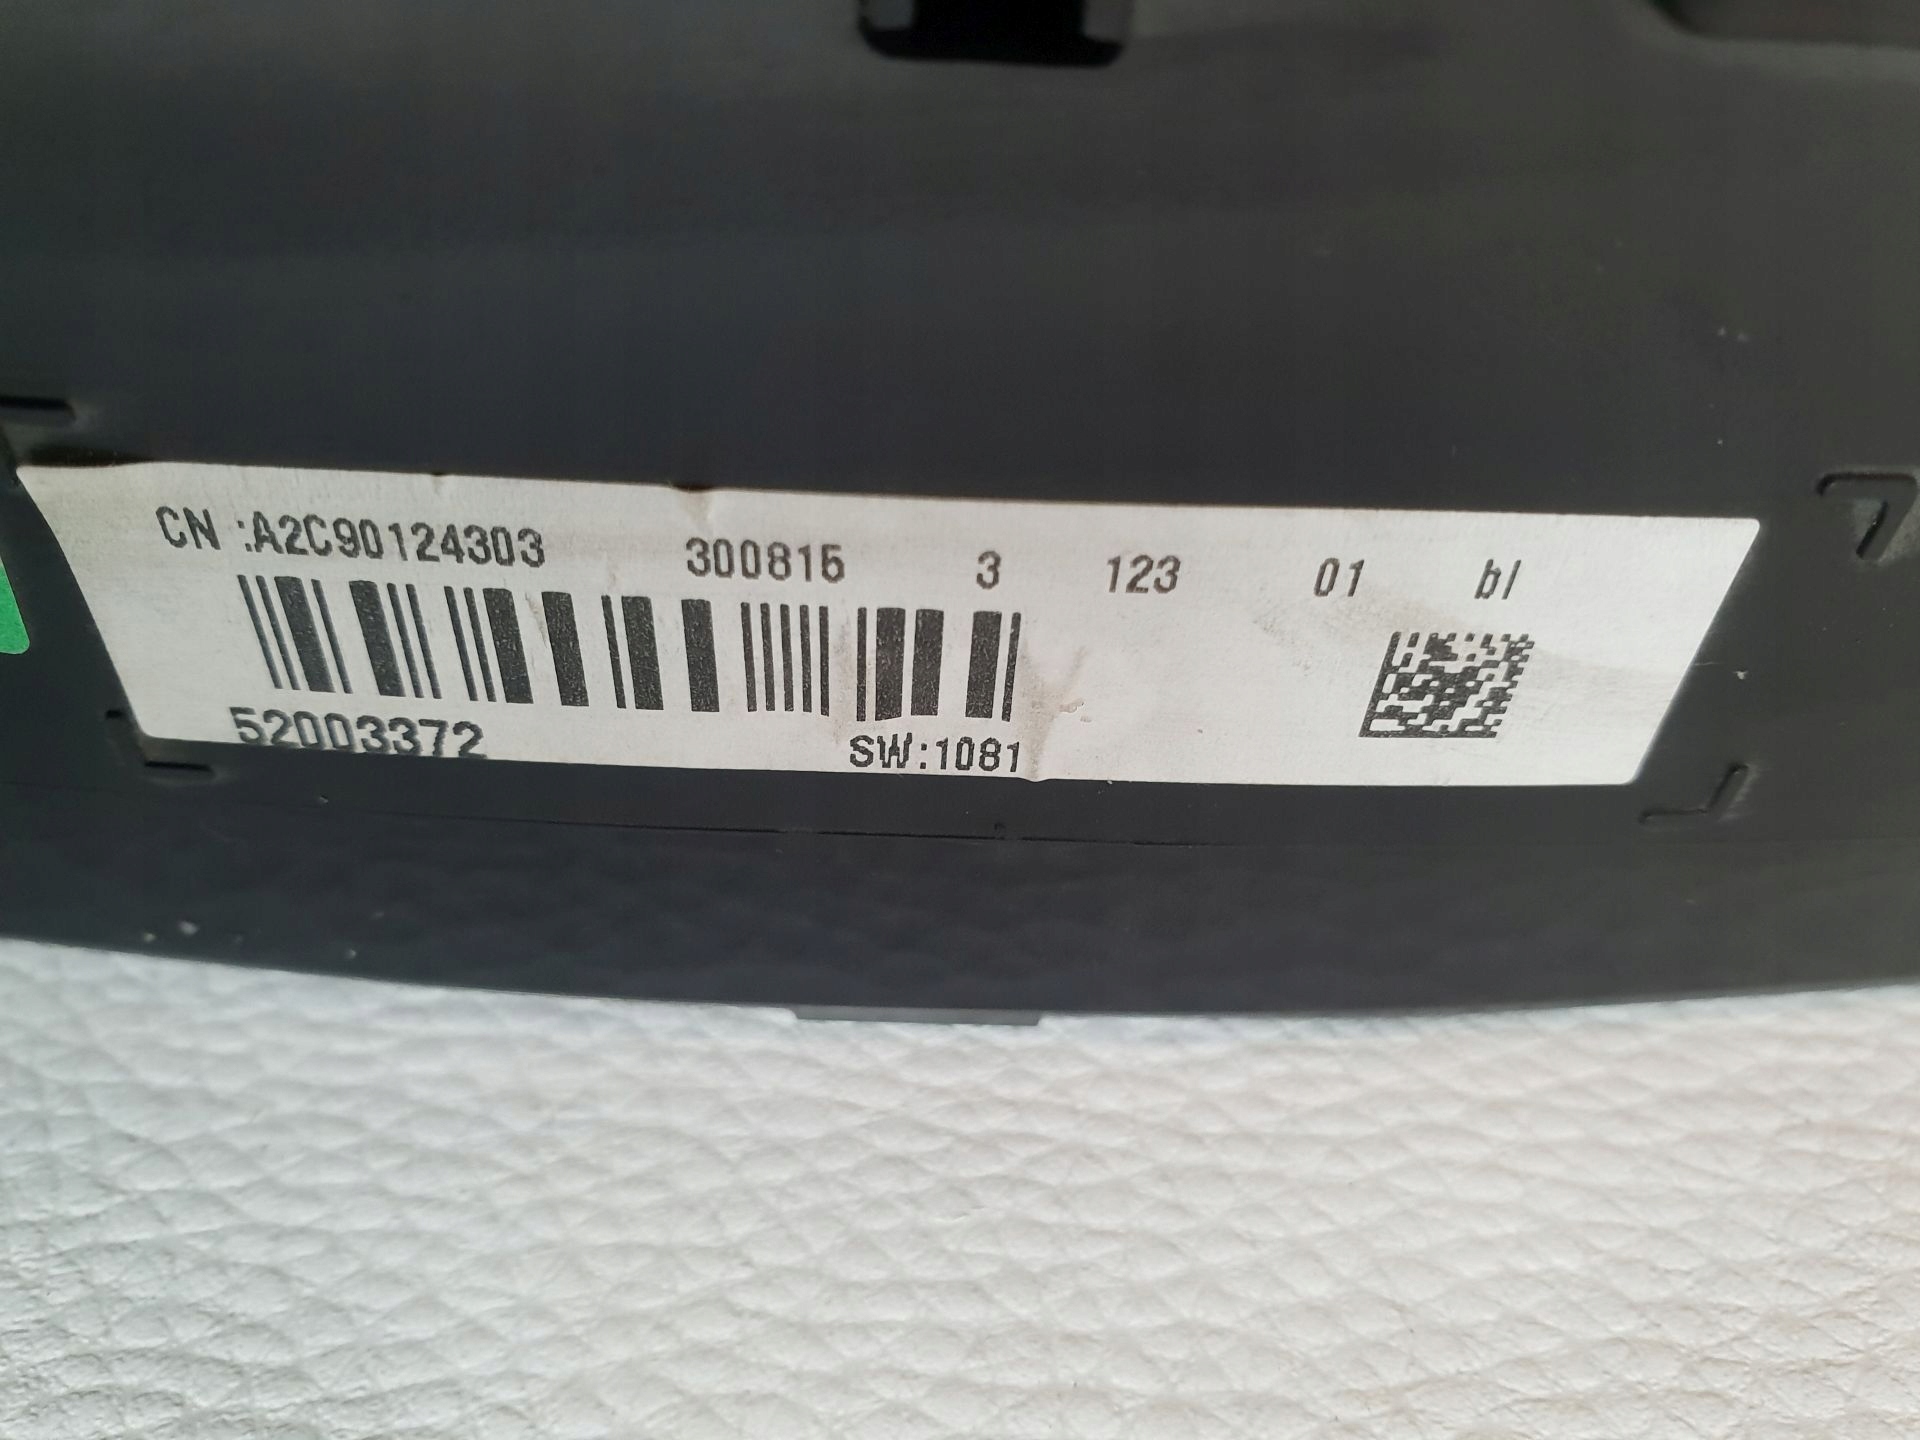 CN :A2C90124303 300815 3 123 01 bl
52003372 SW:1081